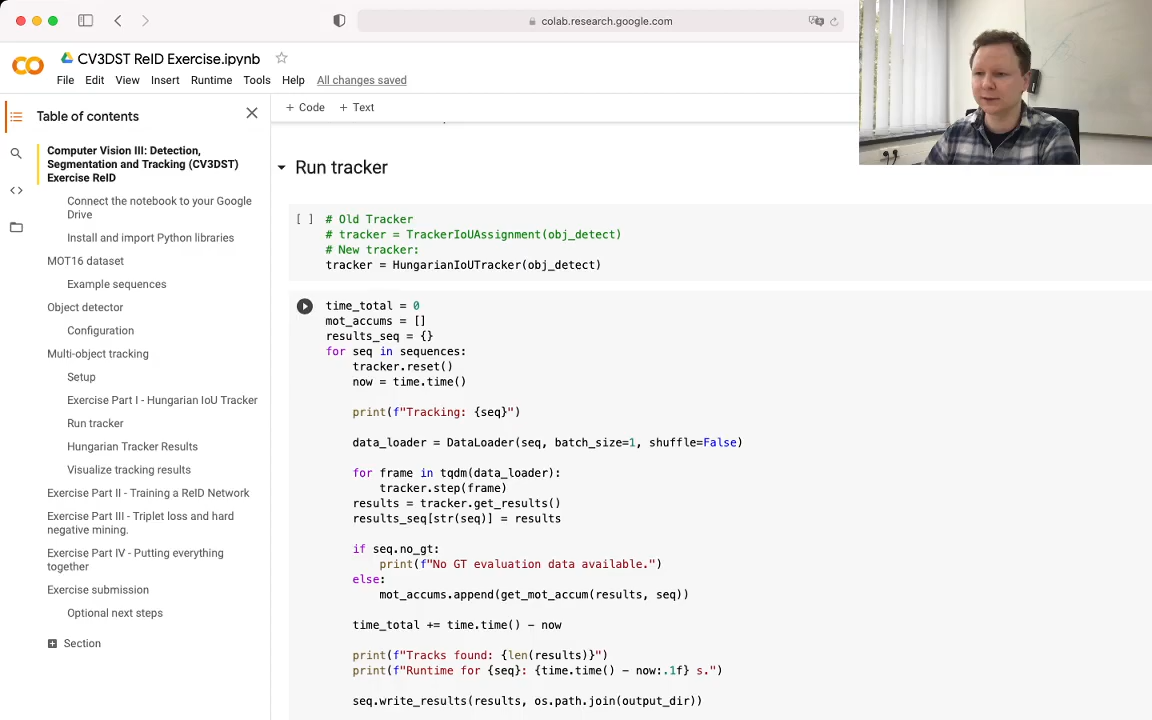 colab.research.google.com
CV3DST ReID Exercise.ipynb
File Edit View Insert Runtime Tools Help All changes saved
+ Code + Text
Table of contents
Computer Vision III: Detection,
Segmentation and Tracking (CV3DST)
Exercise ReID
Connect the notebook to your Google
Drive
Install and import Python libraries
MOT16 dataset
Example sequences
Object detector
Configuration
Multi-object tracking
Setup
Exercise Part I - Hungarian IoU Tracker
Run tracker
Hungarian Tracker Results
Visualize tracking results
Exercise Part II - Training a ReID Network
Exercise Part III - Triplet loss and hard
negative mining.
Exercise Part IV - Putting everything
together
Exercise submission
Optional next steps
Section
Run tracker
[ ] # Old Tracker
# tracker = TrackerIoUAssignment(obj_detect)
# New tracker:
tracker = HungarianIoUTracker(obj_detect)
time_total = 0
mot_accums = []
results_seq = {}
for seq in sequences:
tracker.reset()
now = time.time()
print(f"Tracking: {seq}")
data_loader = DataLoader(seq, batch_size=1, shuffle=False)
for frame in tqdm(data_loader):
tracker.step(frame)
results = tracker.get_results()
results_seq[str(seq)] = results
if seq.no_gt:
print(f"No GT evaluation data available.")
else:
mot_accums.append(get_mot_accum(results, seq))
time_total += time.time() - now
print(f"Tracks found: {len(results)}")
print(f"Runtime for {seq}: {time.time() - now:.1f} s.")
seq.write_results(results, os.path.join(output_dir))